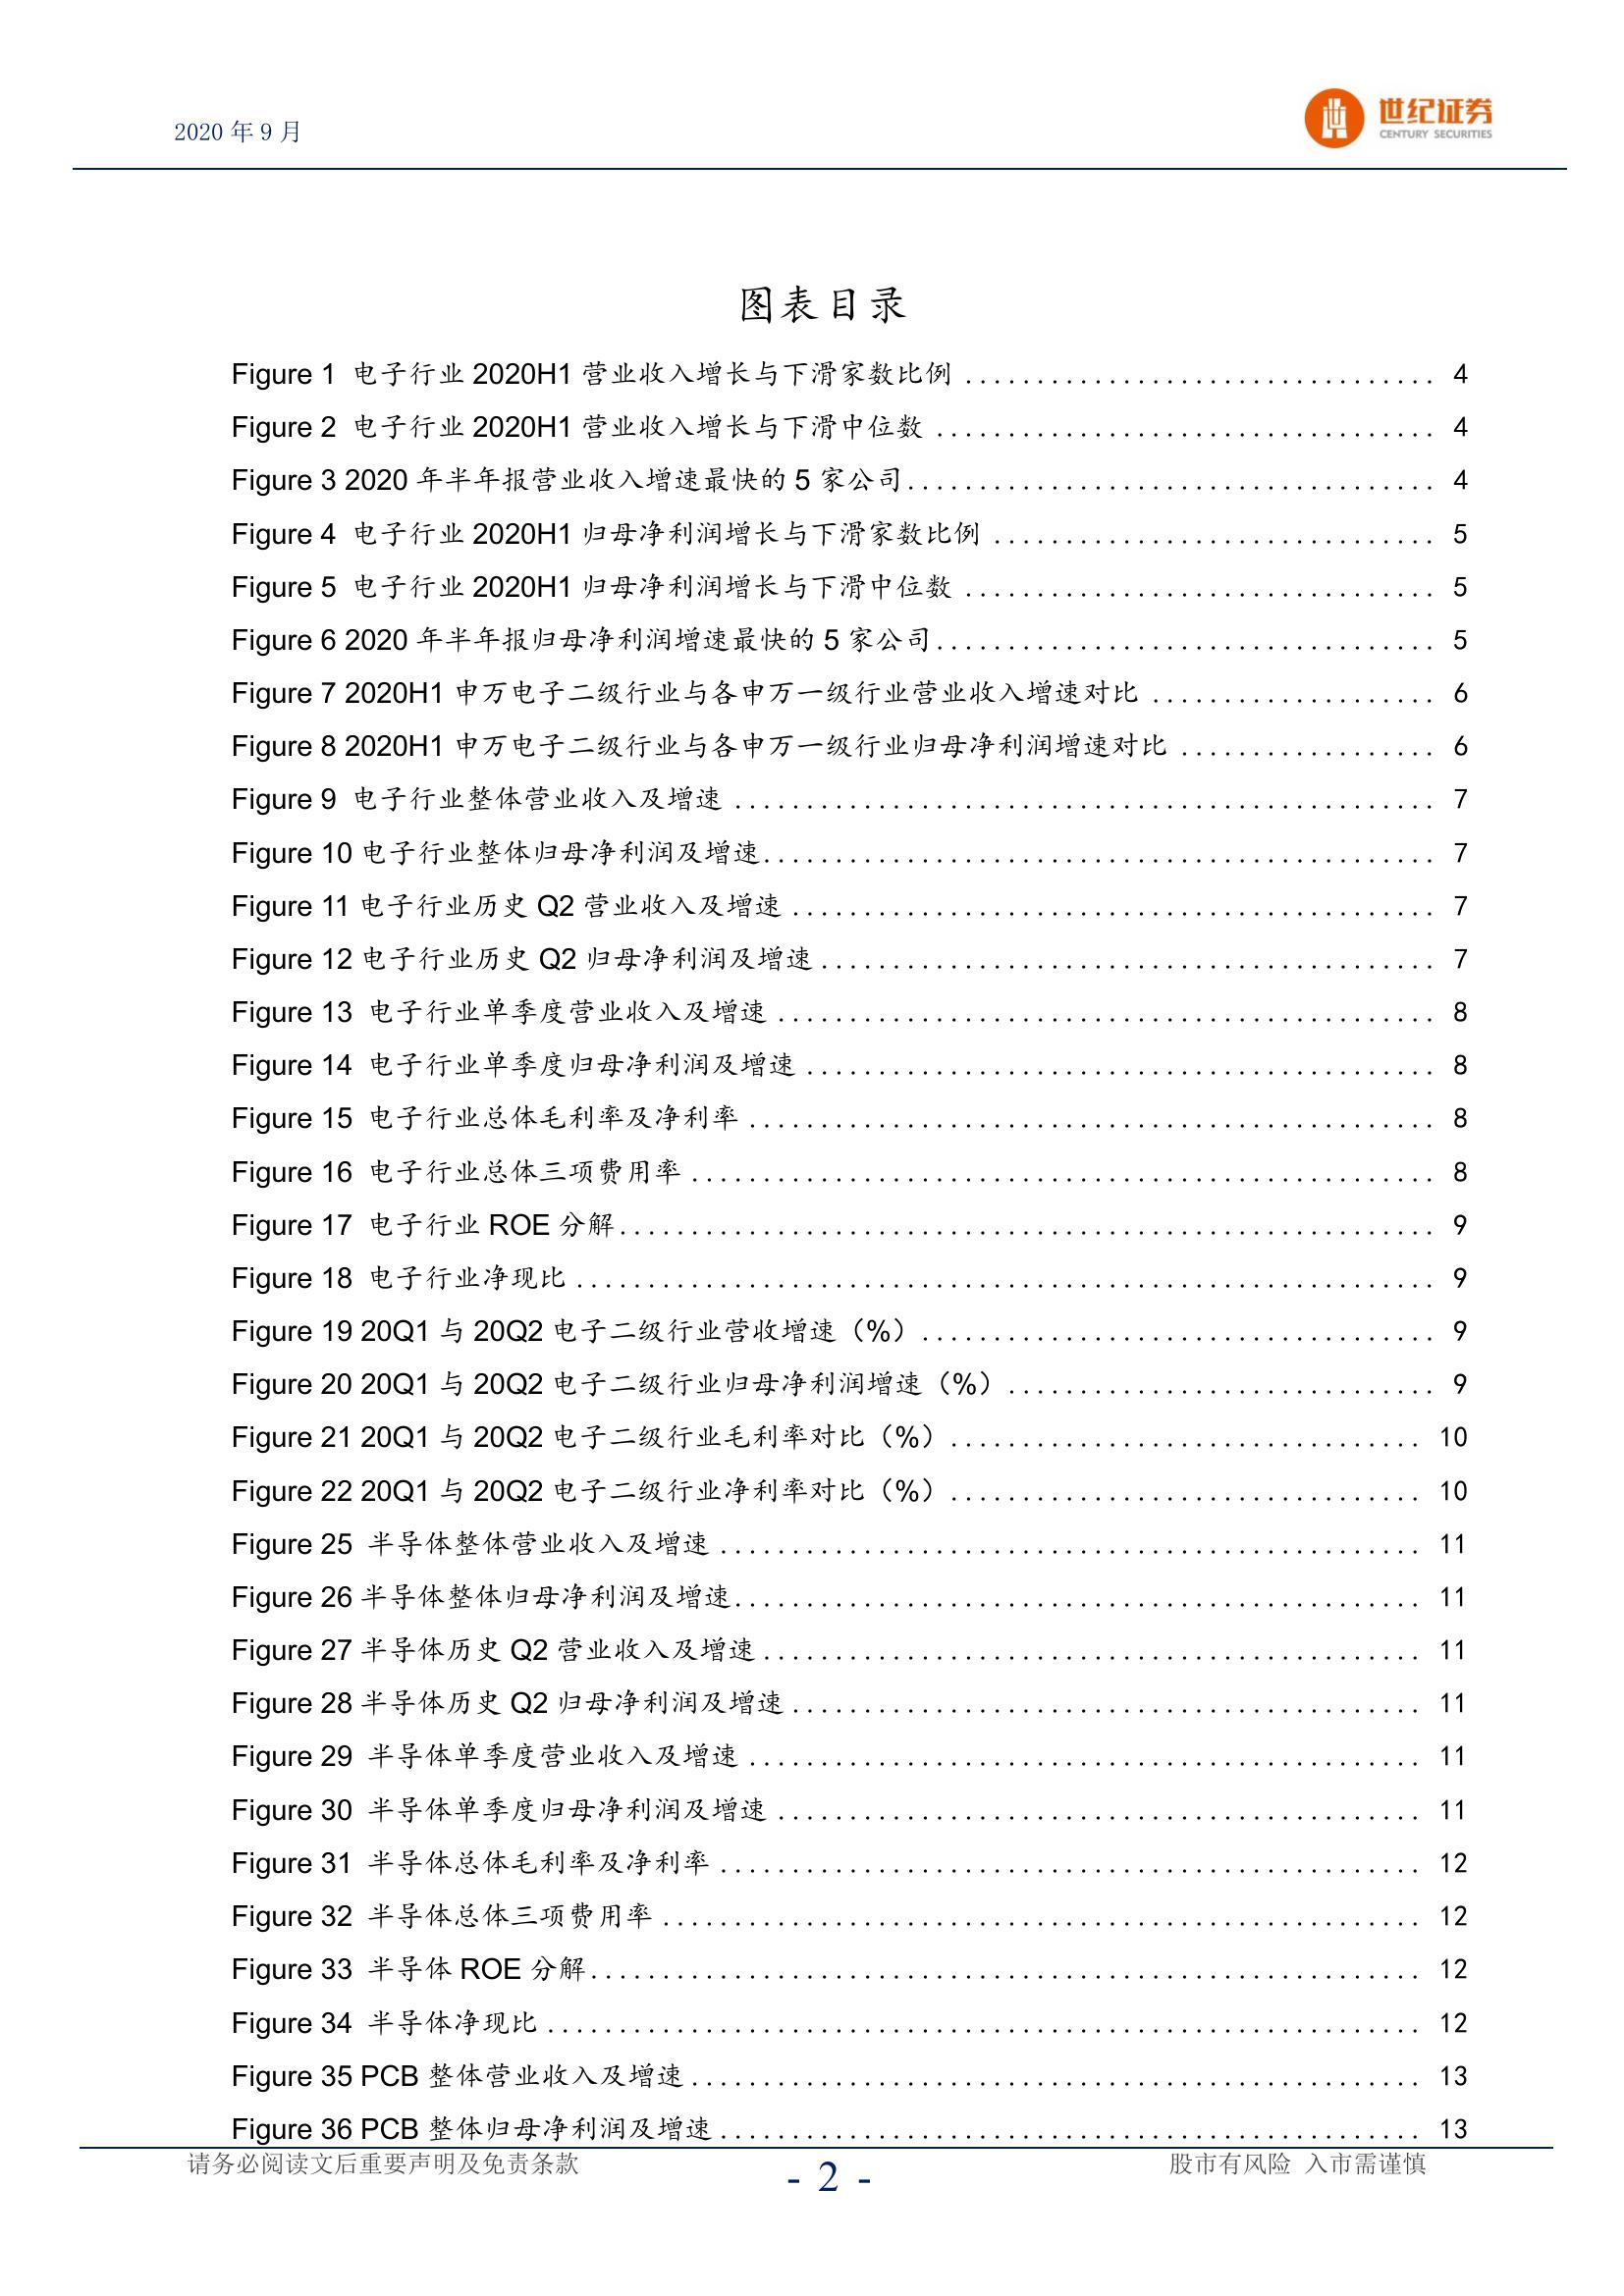 2020 年 9 月
世纪证券
CENTURY SECURITIES
图表目录
Figure 1 电子行业 2020H1 营业收入增长与下滑家数比例 ................................. 4
Figure 2 电子行业 2020H1 营业收入增长与下滑中位数 ................................... 4
Figure 3 2020 年半年报营业收入增速最快的 5 家公司..................................... 4
Figure 4 电子行业 2020H1 归母净利润增长与下滑家数比例 ............................... 5
Figure 5 电子行业 2020H1 归母净利润增长与下滑中位数 ................................. 5
Figure 6 2020 年半年报归母净利润增速最快的 5 家公司................................... 5
Figure 7 2020H1 申万电子二级行业与各申万一级行业营业收入增速对比 .................... 6
Figure 8 2020H1 申万电子二级行业与各申万一级行业归母净利润增速对比 .................. 6
Figure 9 电子行业整体营业收入及增速 ................................................. 7
Figure 10 电子行业整体归母净利润及增速............................................... 7
Figure 11 电子行业历史 Q2 营业收入及增速 ............................................. 7
Figure 12 电子行业历史 Q2 归母净利润及增速 ........................................... 7
Figure 13 电子行业单季度营业收入及增速 .............................................. 8
Figure 14 电子行业单季度归母净利润及增速 ............................................ 8
Figure 15 电子行业总体毛利率及净利率 ................................................ 8
Figure 16 电子行业总体三项费用率 .................................................... 8
Figure 17 电子行业 ROE 分解......................................................... 9
Figure 18 电子行业净现比 ............................................................ 9
Figure 19 20Q1 与 20Q2 电子二级行业营收增速（%）.................................... 9
Figure 20 20Q1 与 20Q2 电子二级行业归母净利润增速（%）.............................. 9
Figure 21 20Q1 与 20Q2 电子二级行业毛利率对比（%）................................. 10
Figure 22 20Q1 与 20Q2 电子二级行业净利率对比（%）................................. 10
Figure 25 半导体整体营业收入及增速 ................................................. 11
Figure 26 半导体整体归母净利润及增速................................................ 11
Figure 27 半导体历史 Q2 营业收入及增速 .............................................. 11
Figure 28 半导体历史 Q2 归母净利润及增速 ............................................ 11
Figure 29 半导体单季度营业收入及增速 ............................................... 11
Figure 30 半导体单季度归母净利润及增速 ............................................. 11
Figure 31 半导体总体毛利率及净利率 ................................................. 12
Figure 32 半导体总体三项费用率 ..................................................... 12
Figure 33 半导体 ROE 分解.......................................................... 12
Figure 34 半导体净现比 ............................................................. 12
Figure 35 PCB 整体营业收入及增速................................................... 13
Figure 36 PCB 整体归母净利润及增速 ................................................. 13
请务必阅读文后重要声明及免责条款
- 2 -
股市有风险 入市需谨慎